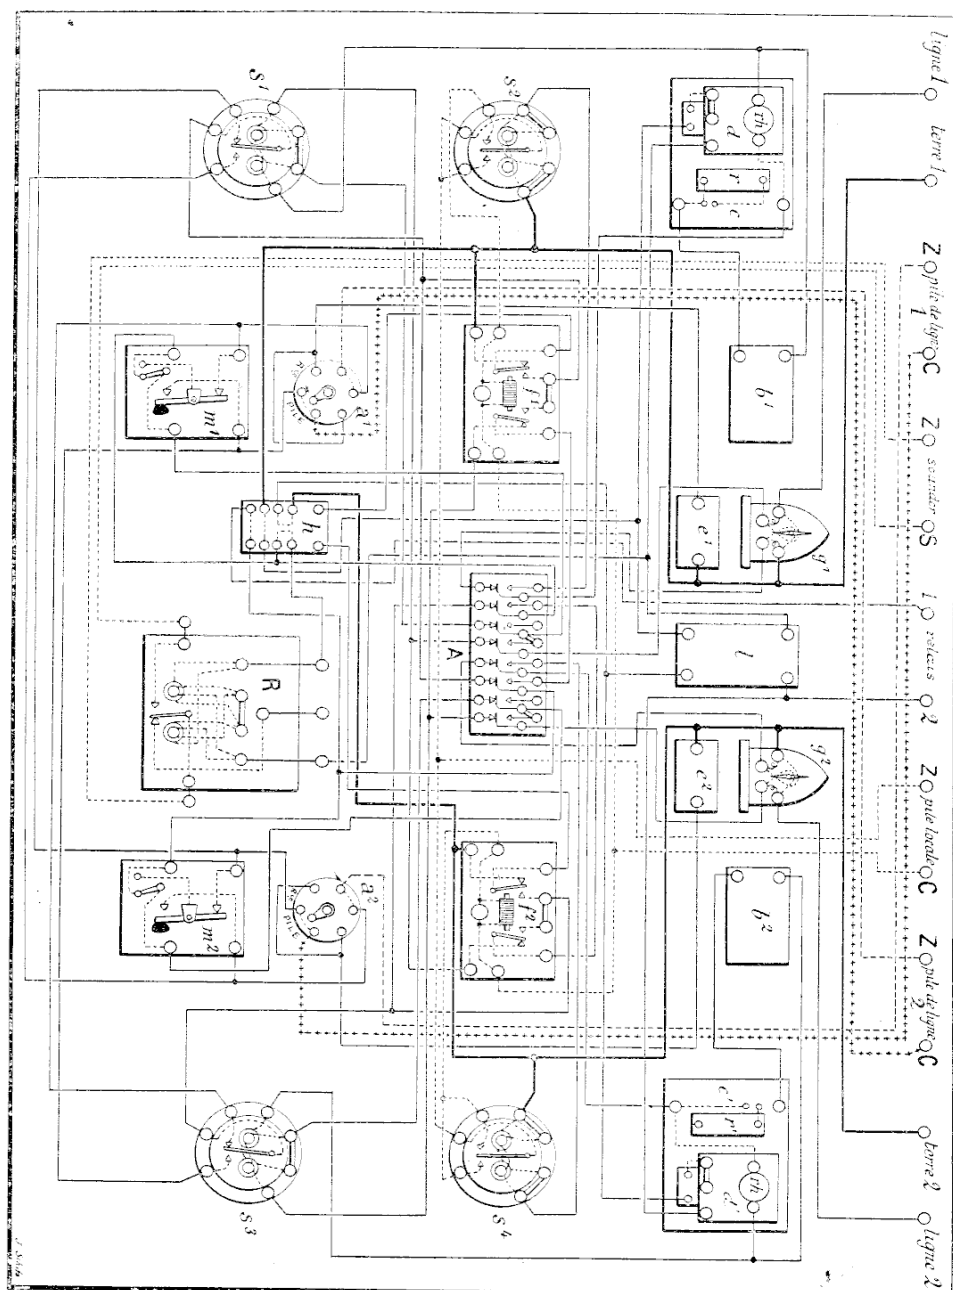 ligne 1
terre 1
Z pile de ligne C
1
Z sounder S
1 relais 2
Z pile locale C
Z pile de ligne C
2
terre 2
ligne 2
S1
S2
rh
d
r
c
b1
m1
a1
PILE
f1
e1
g1
h
A
l
R
e2
g2
m2
a2
PILE
f2
b2
S3
S4
c'
r'
rh
d'